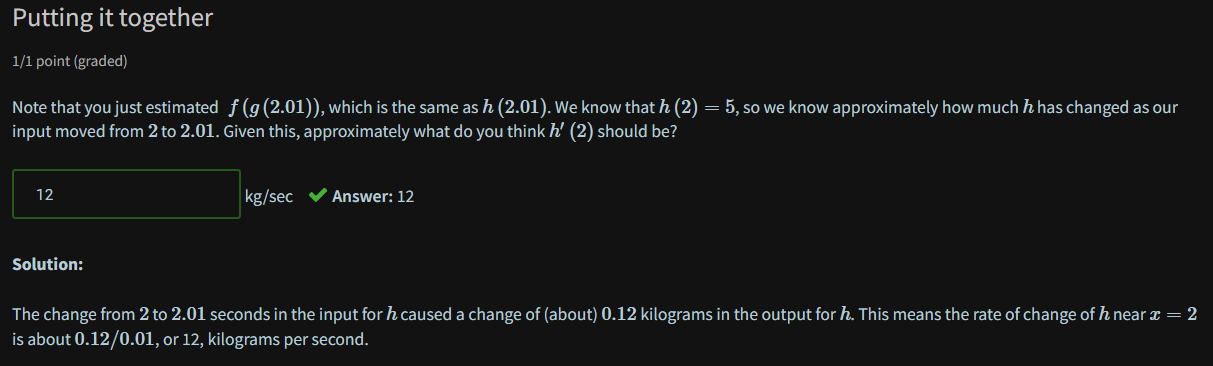 Putting it together
1/1 point (graded)
Note that you just estimated f (g (2.01)), which is the same as h (2.01). We know that h (2) = 5, so we know approximately how much h has changed as our
input moved from 2 to 2.01. Given this, approximately what do you think h′ (2) should be?
12 kg/sec ✔ Answer: 12
Solution:
The change from 2 to 2.01 seconds in the input for h caused a change of (about) 0.12 kilograms in the output for h. This means the rate of change of h near x = 2
is about 0.12/0.01, or 12, kilograms per second.